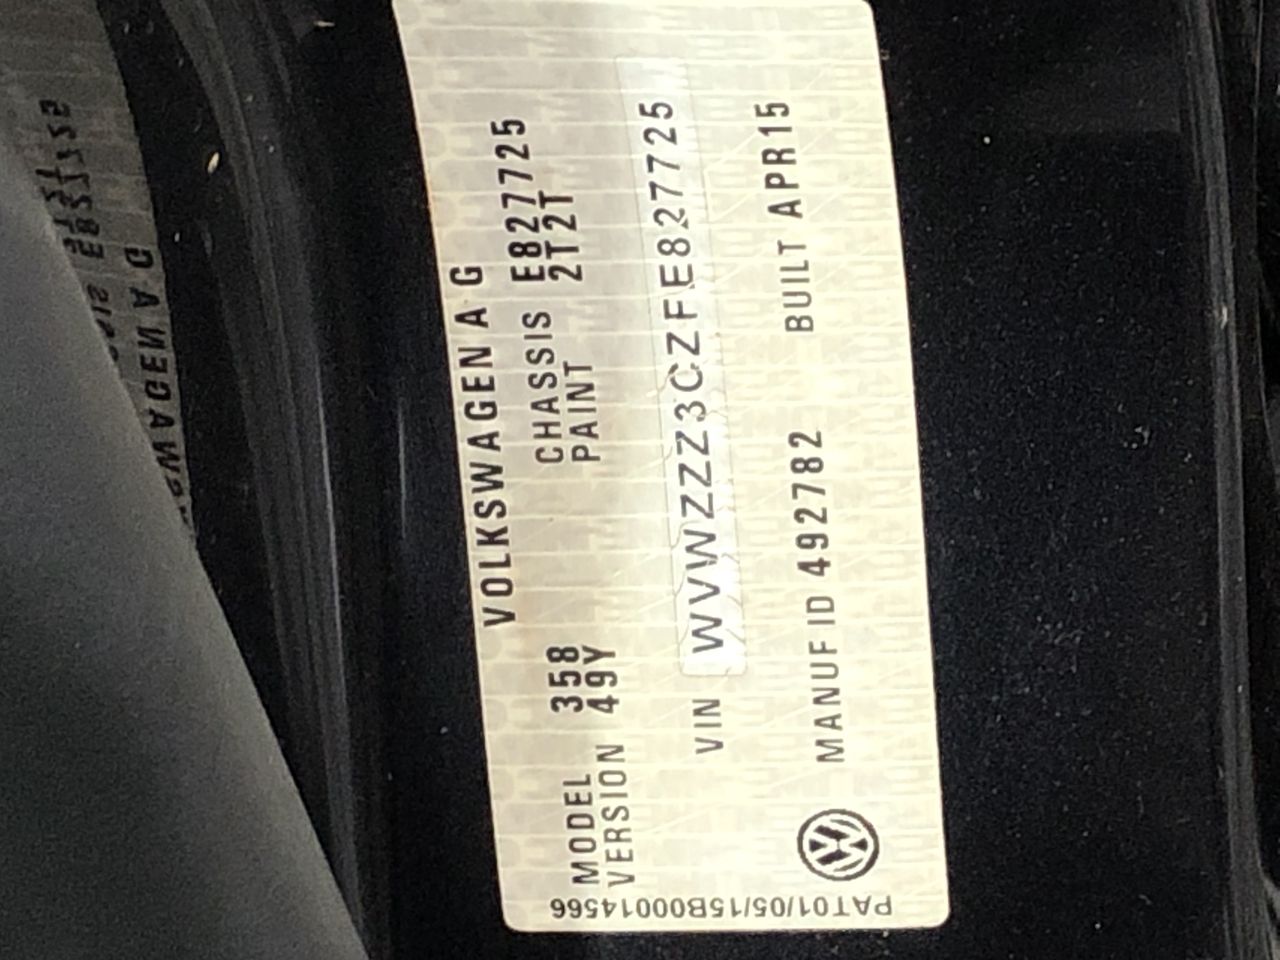 VOLKSWAGEN A G
MODEL 358 CHASSIS E827725
VERSION 49Y PAINT 2T2T
VIN WVWZZZ3CZFE827725
MANUF ID 492782 BUILT APR15
PAT01/05/15B00014566